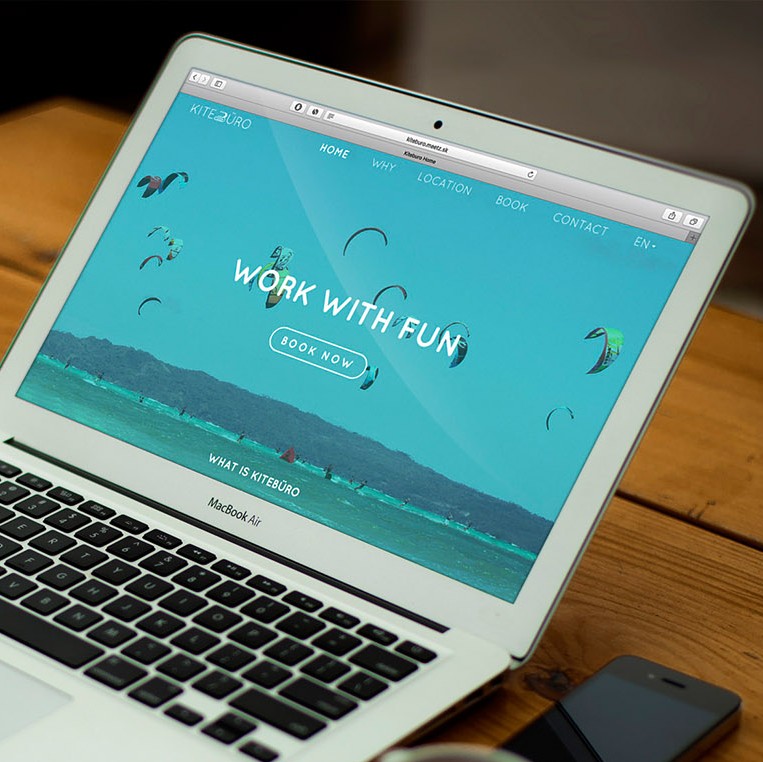 kiteburo.meetz.sk
Kiteburo Home
KITEBÜRO
HOME
WHY
LOCATION
BOOK
CONTACT
EN
WORK WITH FUN
BOOK NOW
WHAT IS KITEBÜRO
MacBook Air